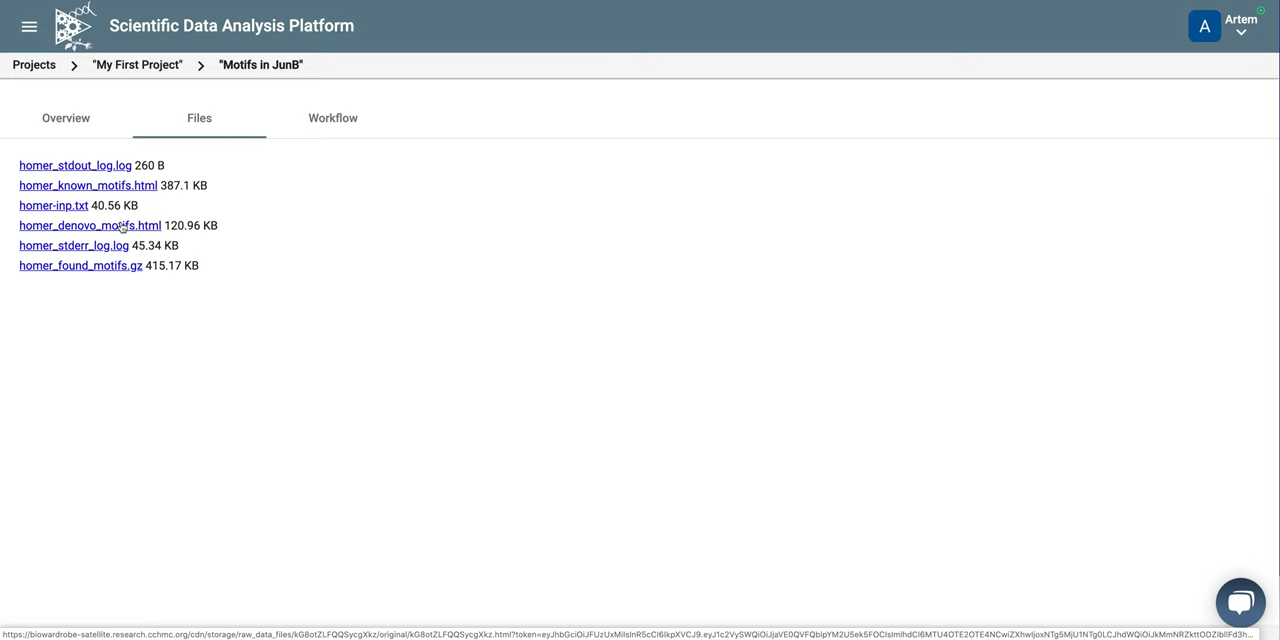 Scientific Data Analysis Platform
A
Artem
Projects > "My First Project" > "Motifs in JunB"
Overview Files Workflow
homer_stdout_log.log 260 B
homer_known_motifs.html 387.1 KB
homer-inp.txt 40.56 KB
homer_denovo_motifs.html 120.96 KB
homer_stderr_log.log 45.34 KB
homer_found_motifs.gz 415.17 KB